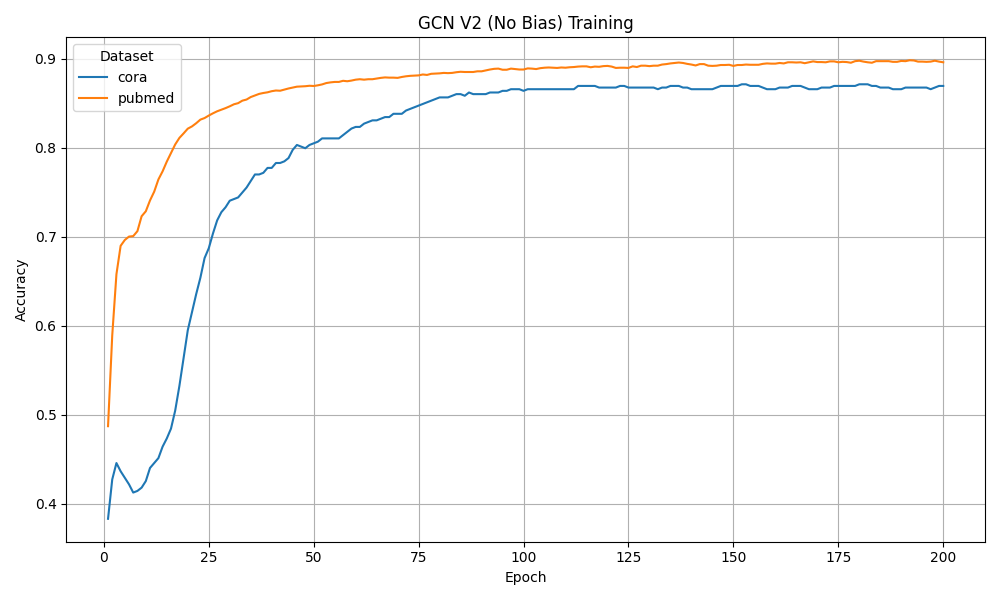 GCN V2 (No Bias) Training
Dataset
cora
pubmed
Accuracy
0.9
0.8
0.7
0.6
0.5
0.4
0 25 50 75 100 125 150 175 200
Epoch